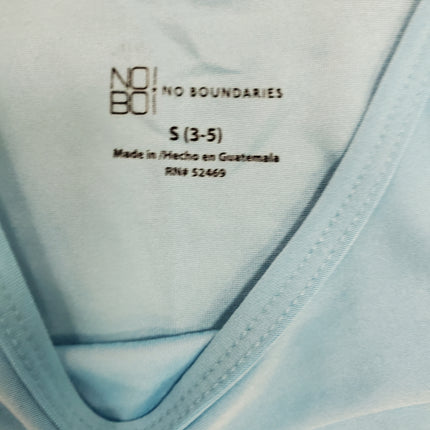 NO!
BO!
NO BOUNDARIES
S (3-5)
Made in /Hecho en Guatemala
RN# 52469